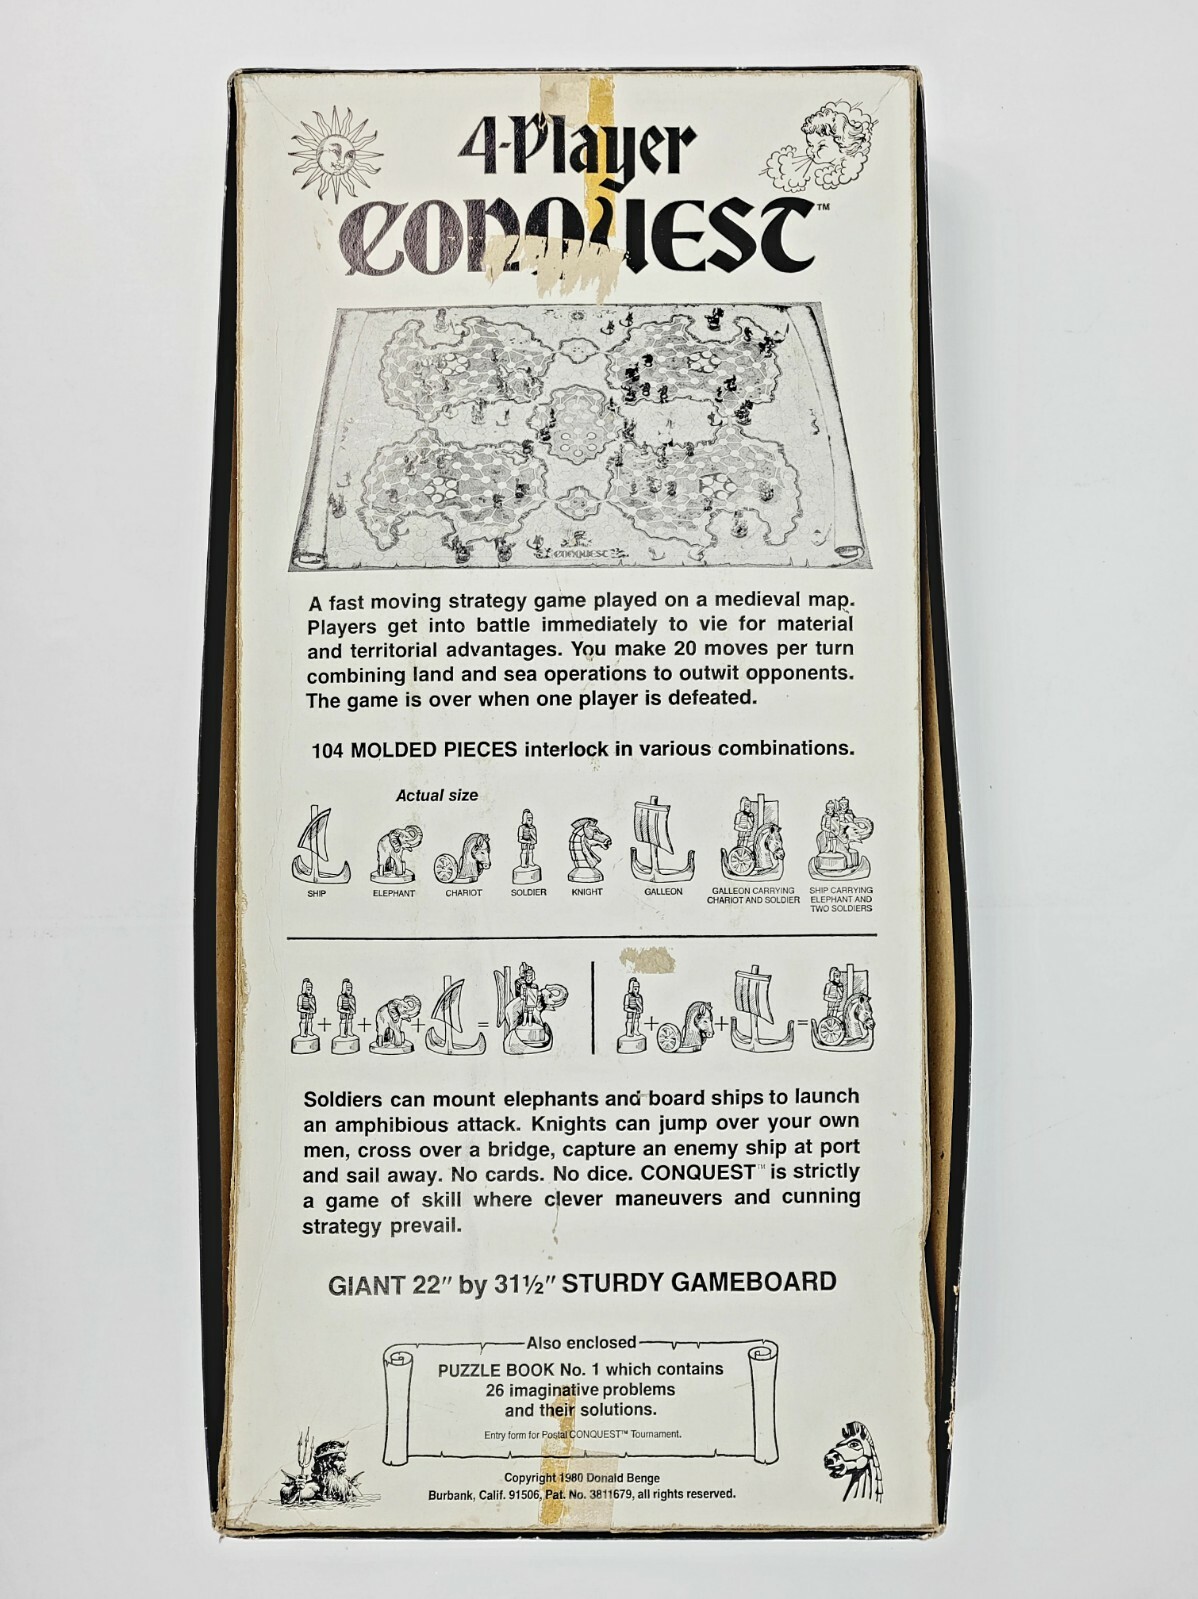 4-Player
CONQUEST™
CONQUEST
A fast moving strategy game played on a medieval map.
Players get into battle immediately to vie for material
and territorial advantages. You make 20 moves per turn
combining land and sea operations to outwit opponents.
The game is over when one player is defeated.
104 MOLDED PIECES interlock in various combinations.
Actual size
SHIP
ELEPHANT
CHARIOT
SOLDIER
KNIGHT
GALLEON
GALLEON CARRYING
CHARIOT AND SOLDIER
SHIP CARRYING
ELEPHANT AND
TWO SOLDIERS
+ + + =
+ + =
Soldiers can mount elephants and board ships to launch
an amphibious attack. Knights can jump over your own
men, cross over a bridge, capture an enemy ship at port
and sail away. No cards. No dice. CONQUEST™ is strictly
a game of skill where clever maneuvers and cunning
strategy prevail.
GIANT 22″ by 31½″ STURDY GAMEBOARD
Also enclosed
PUZZLE BOOK No. 1 which contains
26 imaginative problems
and their solutions.
Entry form for Postal CONQUEST™ Tournament.
Copyright 1980 Donald Benge
Burbank, Calif. 91506, Pat. No. 3811679, all rights reserved.